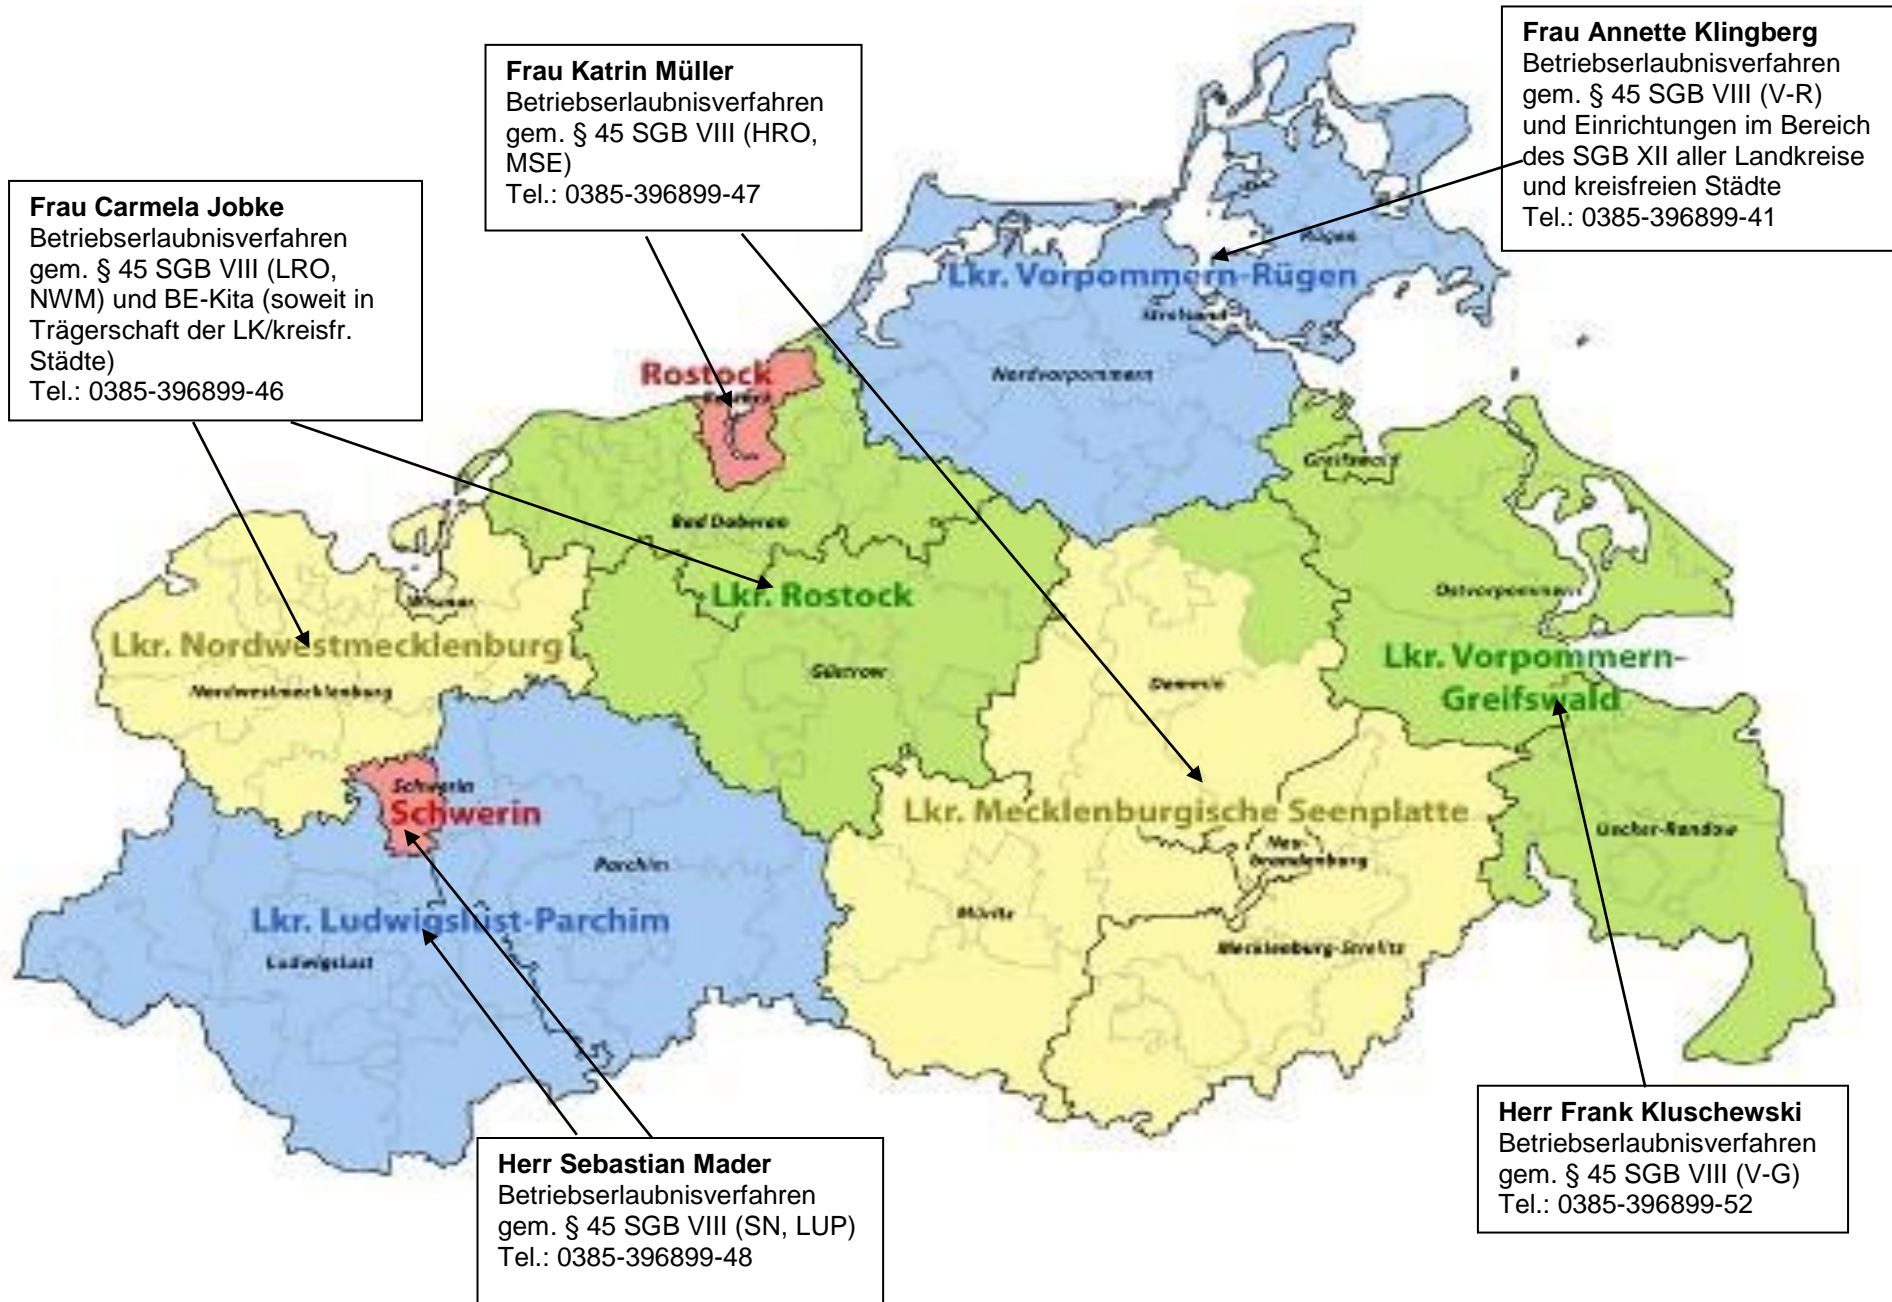 Frau Annette Klingberg
Betriebserlaubnisverfahren
gem. § 45 SGB VIII (V-R)
und Einrichtungen im Bereich
des SGB XII aller Landkreise
und kreisfreien Städte
Tel.: 0385-396899-41
Frau Katrin Müller
Betriebserlaubnisverfahren
gem. § 45 SGB VIII (HRO,
MSE)
Tel.: 0385-396899-47
Frau Carmela Jobke
Betriebserlaubnisverfahren
gem. § 45 SGB VIII (LRO,
NWM) und BE-Kita (soweit in
Trägerschaft der LK/kreisfr.
Städte)
Tel.: 0385-396899-46
Rügen
Lkr. Vorpommern-Rügen
Stralsund
Nordvorpommern
Rostock
Rostock
Greifswald
Bad Doberan
Lkr. Rostock
Ostvorpommern
Wismar
Lkr. Nordwestmecklenburg
Nordwestmecklenburg
Güstrow
Demmin
Lkr. Vorpommern-
Greifswald
Schwerin
Schwerin
Lkr. Mecklenburgische Seenplatte
Uecker-Randow
Neu-
brandenburg
Parchim
Lkr. Ludwigslust-Parchim
Ludwigslust
Müritz
Mecklenburg-Strelitz
Herr Frank Kluschewski
Betriebserlaubnisverfahren
gem. § 45 SGB VIII (V-G)
Tel.: 0385-396899-52
Herr Sebastian Mader
Betriebserlaubnisverfahren
gem. § 45 SGB VIII (SN, LUP)
Tel.: 0385-396899-48